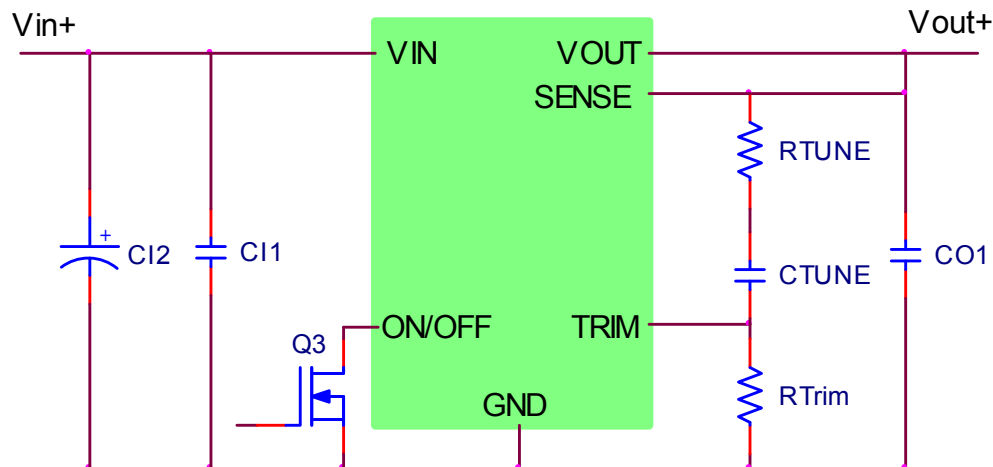 Vin+
Vout+
VIN
VOUT
SENSE
RTUNE
+
CI2
CI1
CTUNE
CO1
ON/OFF
TRIM
Q3
RTrim
GND